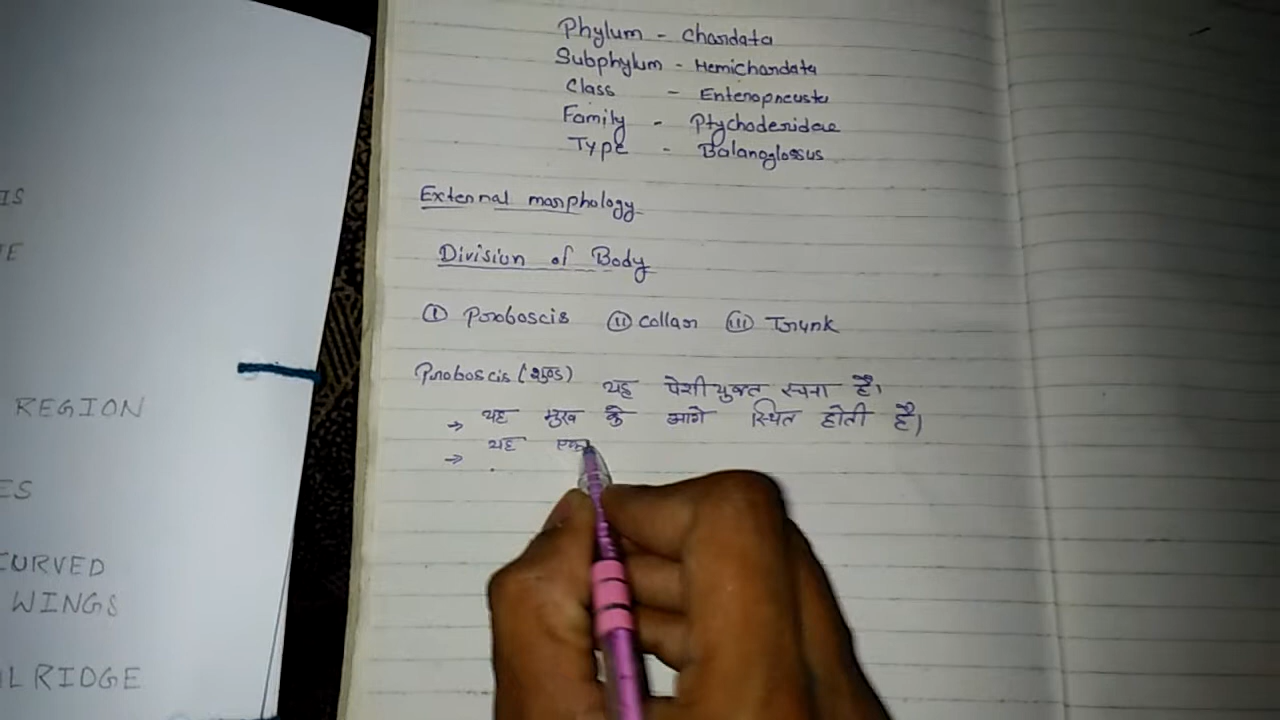 IS
E
REGION
ES
CURVED
WINGS
L RIDGE
Phylum - Chordata
Subphylum - Hemichordata
Class - Enteropneusta
Family - Ptychoderidae
Type - Balanoglossus
External morphology
Division of Body
(i) Proboscis (ii) Collar (iii) Trunk
Proboscis (शुण्ड) यह पेशीयुक्त रचना है।
→ यह मुख के आगे स्थित होती है।
→ यह एक